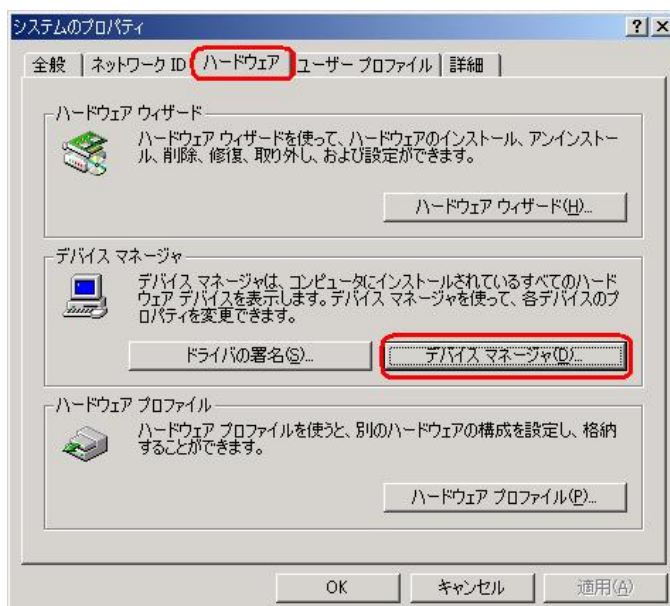 システムのプロパティ
全般 ネットワーク ID ハードウェア ユーザー プロファイル 詳細
ハードウェア ウィザード
ハードウェア ウィザードを使って、ハードウェアのインストール、アンインストー
ル、削除、修復、取り外し、および設定ができます。
ハードウェア ウィザード(H)...
デバイス マネージャ
デバイス マネージャは、コンピュータにインストールされているすべてのハード
ウェア デバイスを表示します。デバイス マネージャを使って、各デバイスのプ
ロパティを変更できます。
ドライバの署名(S)... デバイス マネージャ(D)...
ハードウェア プロファイル
ハードウェア プロファイルを使うと、別のハードウェアの構成を設定し、格納
することができます。
ハードウェア プロファイル(P)...
OK キャンセル 適用(A)